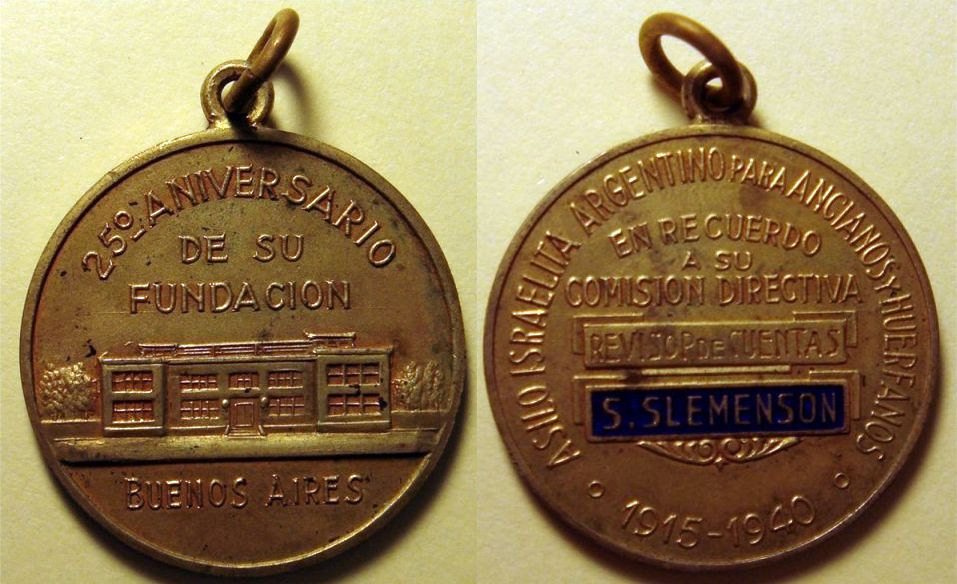 25º ANIVERSARIO
DE SU
FUNDACION
BUENOS AIRES
ASILO ISRAELITA ARGENTINO PARA ANCIANOS Y HUERFANOS
EN RECUERDO
A SU
COMISION DIRECTIVA
REVISOR DE CUENTAS
S. SLEMENSON
1915-1940